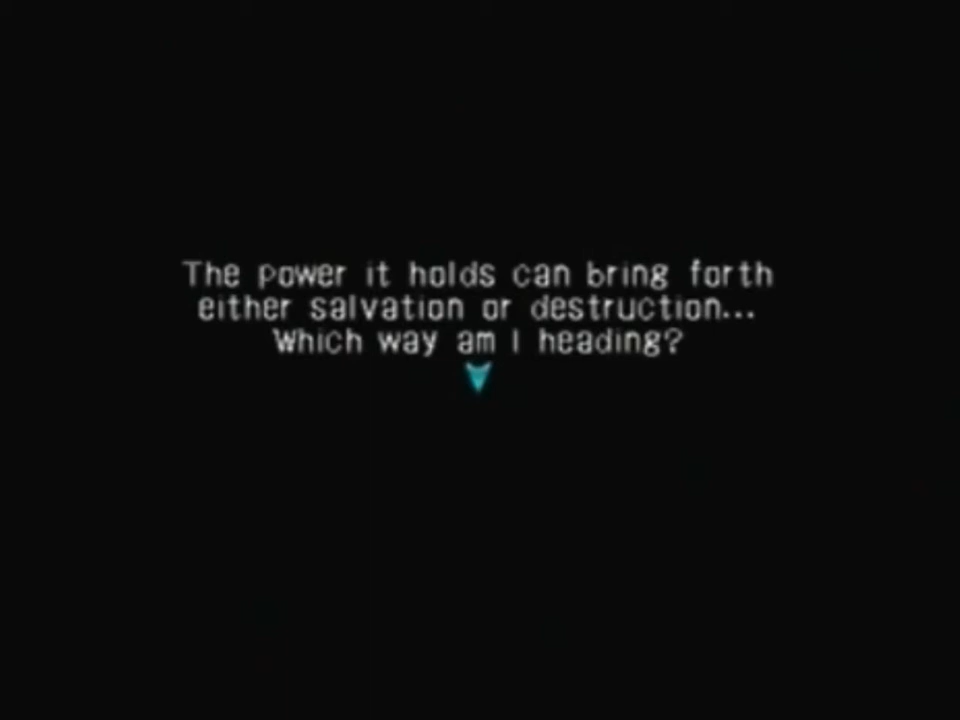 The power it holds can bring forth
either salvation or destruction...
Which way am I heading?